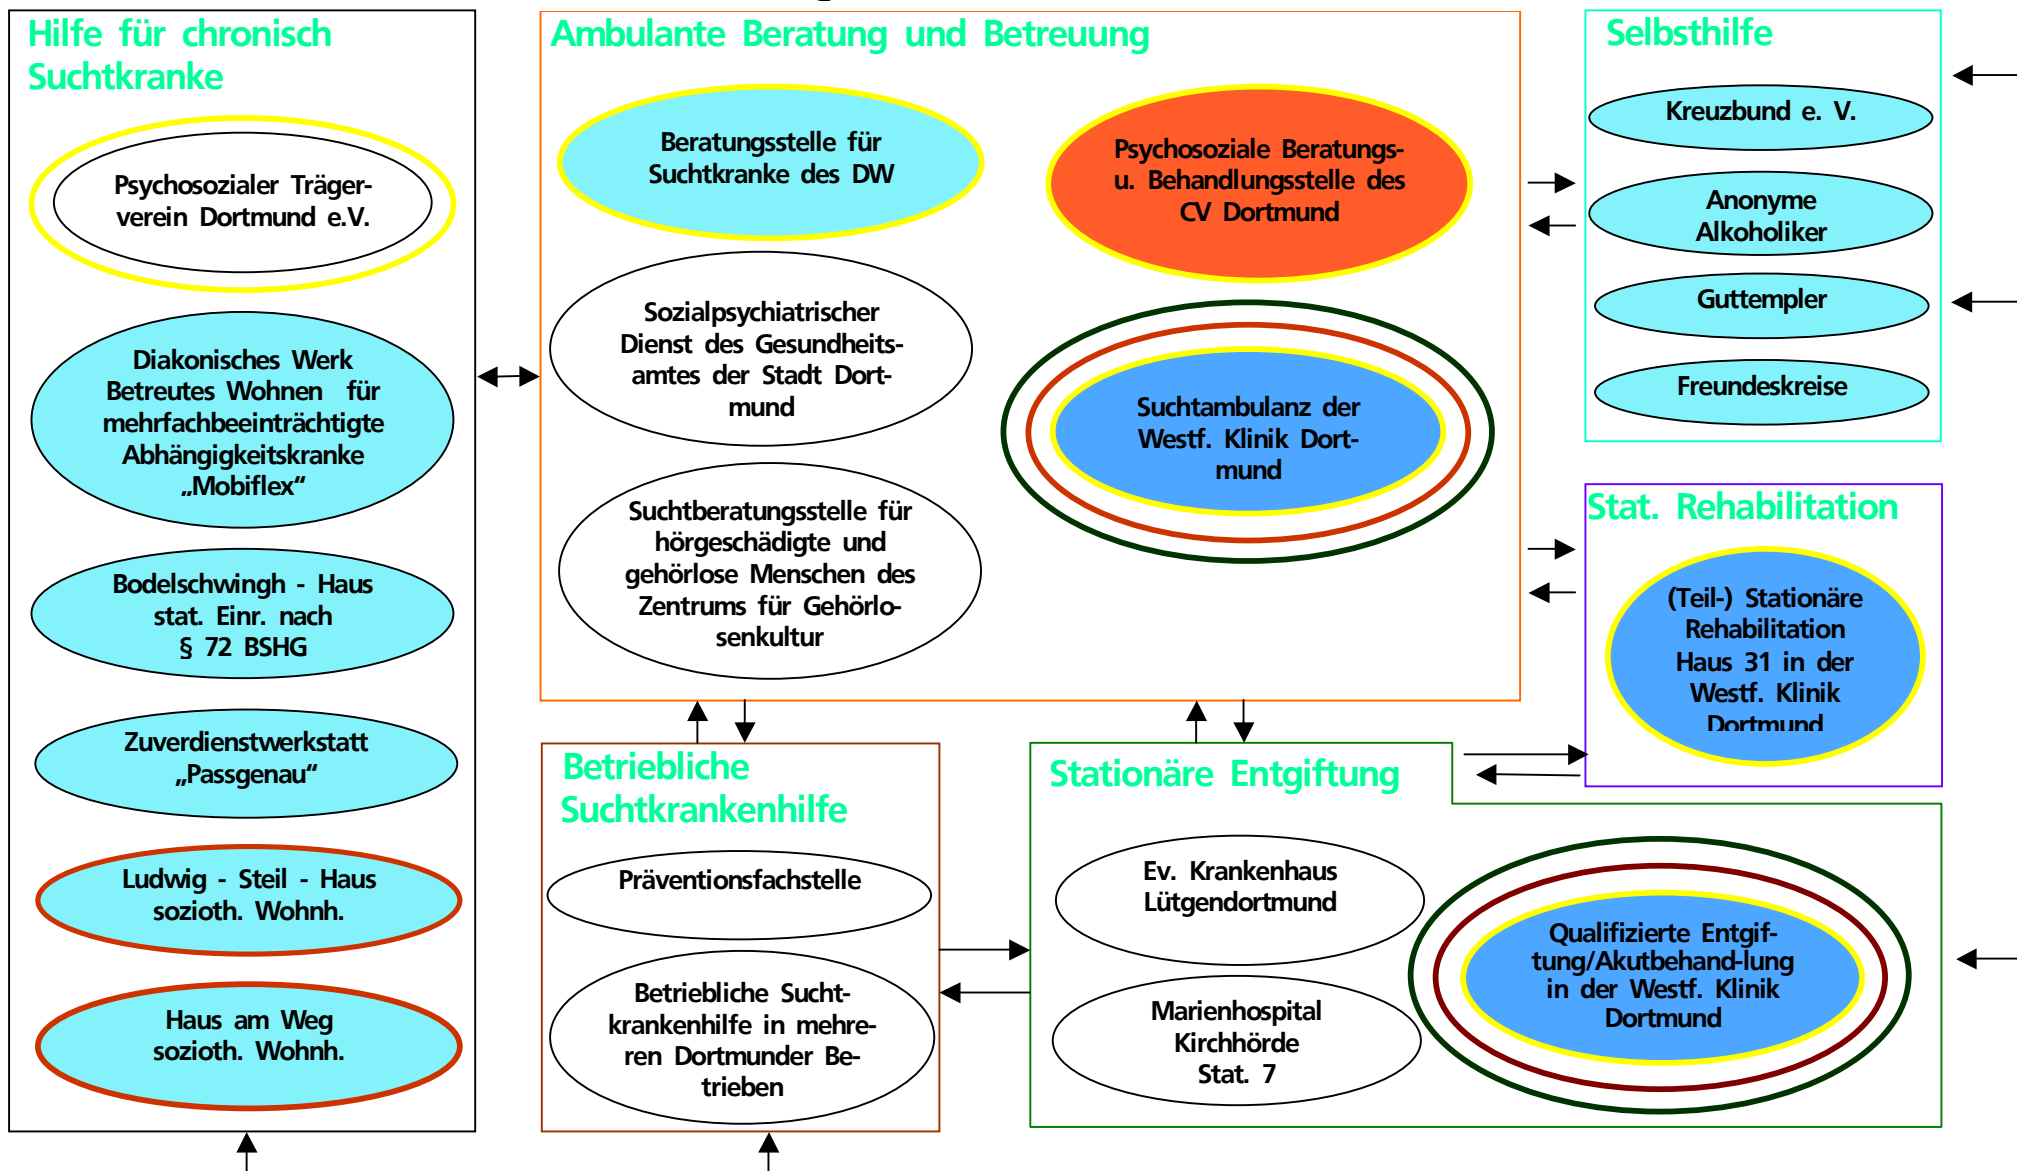 Hilfe für chronisch
Suchtkranke
Psychosozialer Träger-
verein Dortmund e.V.
Diakonisches Werk
Betreutes Wohnen für
mehrfachbeeinträchtigte
Abhängigkeitskranke
„Mobiflex“
Bodelschwingh - Haus
stat. Einr. nach
§ 72 BSHG
Zuverdienstwerkstatt
„Passgenau“
Ludwig - Steil - Haus
sozioth. Wohnh.
Haus am Weg
sozioth. Wohnh.
Ambulante Beratung und Betreuung
Beratungsstelle für
Suchtkranke des DW
Psychosoziale Beratungs-
u. Behandlungsstelle des
CV Dortmund
Sozialpsychiatrischer
Dienst des Gesundheits-
amtes der Stadt Dort-
mund
Suchtambulanz der
Westf. Klinik Dort-
mund
Suchtberatungsstelle für
hörgeschädigte und
gehörlose Menschen des
Zentrums für Gehörlo-
senkultur
Selbsthilfe
Kreuzbund e. V.
Anonyme
Alkoholiker
Guttempler
Freundeskreise
Stat. Rehabilitation
(Teil-) Stationäre
Rehabilitation
Haus 31 in der
Westf. Klinik
Dortmund
Betriebliche
Suchtkrankenhilfe
Präventionsfachstelle
Betriebliche Sucht-
krankenhilfe in mehre-
ren Dortmunder Be-
trieben
Stationäre Entgiftung
Ev. Krankenhaus
Lütgendortmund
Marienhospital
Kirchhörde
Stat. 7
Qualifizierte Entgif-
tung/Akutbehand-lung
in der Westf. Klinik
Dortmund